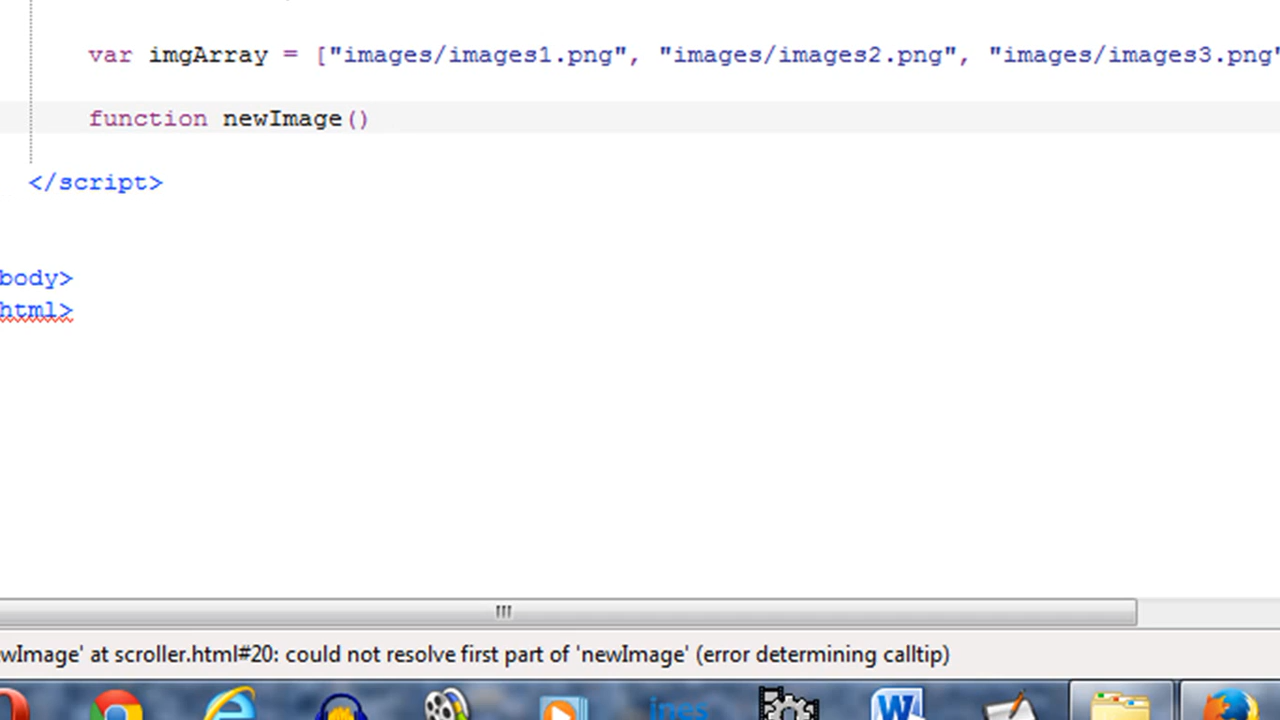 var imgArray = ["images/images1.png", "images/images2.png", "images/images3.png"
function newImage()
</script>
body>
html>
wImage' at scroller.html#20: could not resolve first part of 'newImage' (error determining calltip)
ines
W